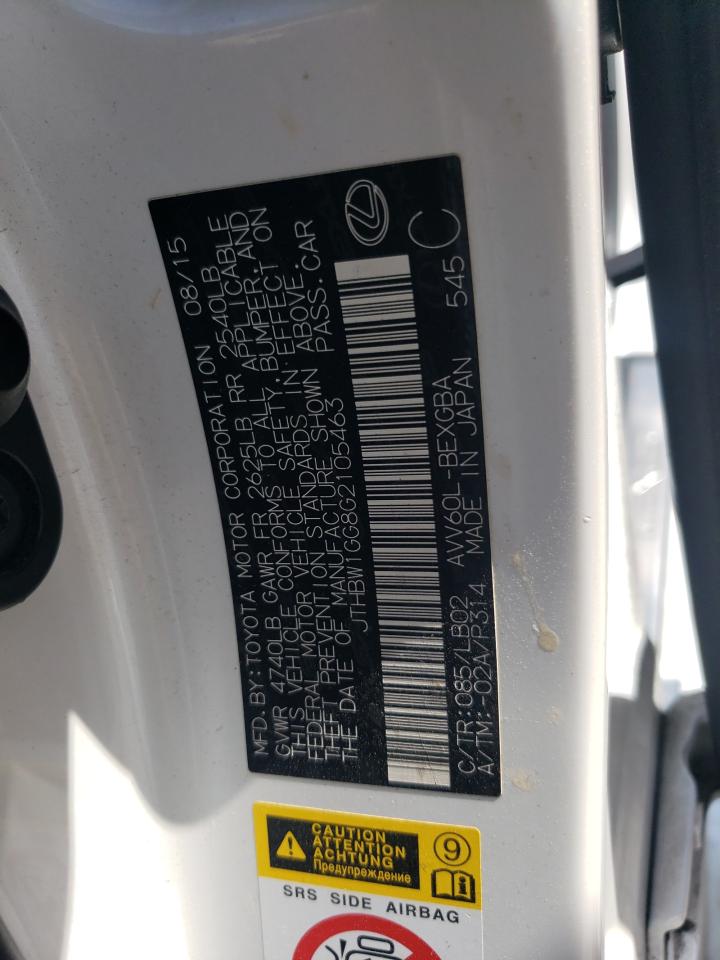 MFD.BY:TOYOTA MOTOR CORPORATION 08/15
GVWR 4740LB GAWR FR 2625LB RR 2540LB
THIS VEHICLE CONFORMS TO ALL APPLICABLE
FEDERAL MOTOR VEHICLE SAFETY, BUMPER,AND
THEFT PREVENTION STANDARDS IN EFFECT ON
THE DATE OF MANUFACTURE SHOWN ABOVE.
JTHBW1GG8G2105463 PASS.CAR
C/TR:085/LB02 AVV60L-BEXGBA 545 C
A/TM:-02A/P314 MADE IN JAPAN
CAUTION
ATTENTION
ACHTUNG
Предупреждение
9
i
SRS SIDE AIRBAG